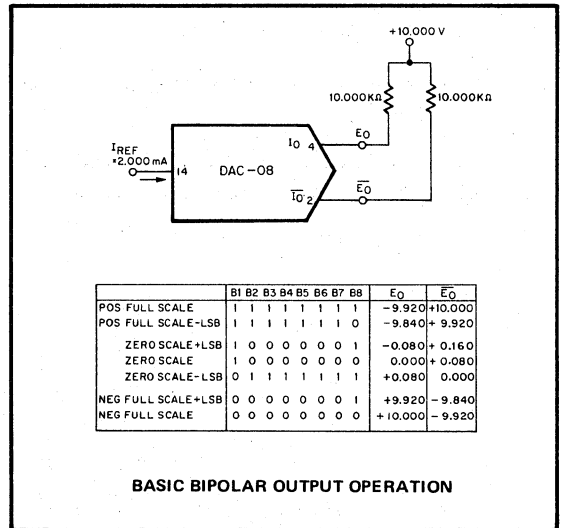 +10.000 V
10.000KΩ 10.000KΩ
IREF
=2.000 mA
14
DAC-08
IO 4
EO
IO 2
EO
B1 B2 B3 B4 B5 B6 B7 B8 EO EO
POS FULL SCALE 1 1 1 1 1 1 1 1 -9.920 +10.000
POS FULL SCALE-LSB 1 1 1 1 1 1 1 0 -9.840 + 9.920
ZERO SCALE+LSB 1 0 0 0 0 0 0 1 -0.080 + 0.160
ZERO SCALE 1 0 0 0 0 0 0 0 0.000 + 0.080
ZERO SCALE-LSB 0 1 1 1 1 1 1 1 +0.080 0.000
NEG FULL SCALE+LSB 0 0 0 0 0 0 0 1 +9.920 - 9.840
NEG FULL SCALE 0 0 0 0 0 0 0 0 +10.000 - 9.920
BASIC BIPOLAR OUTPUT OPERATION